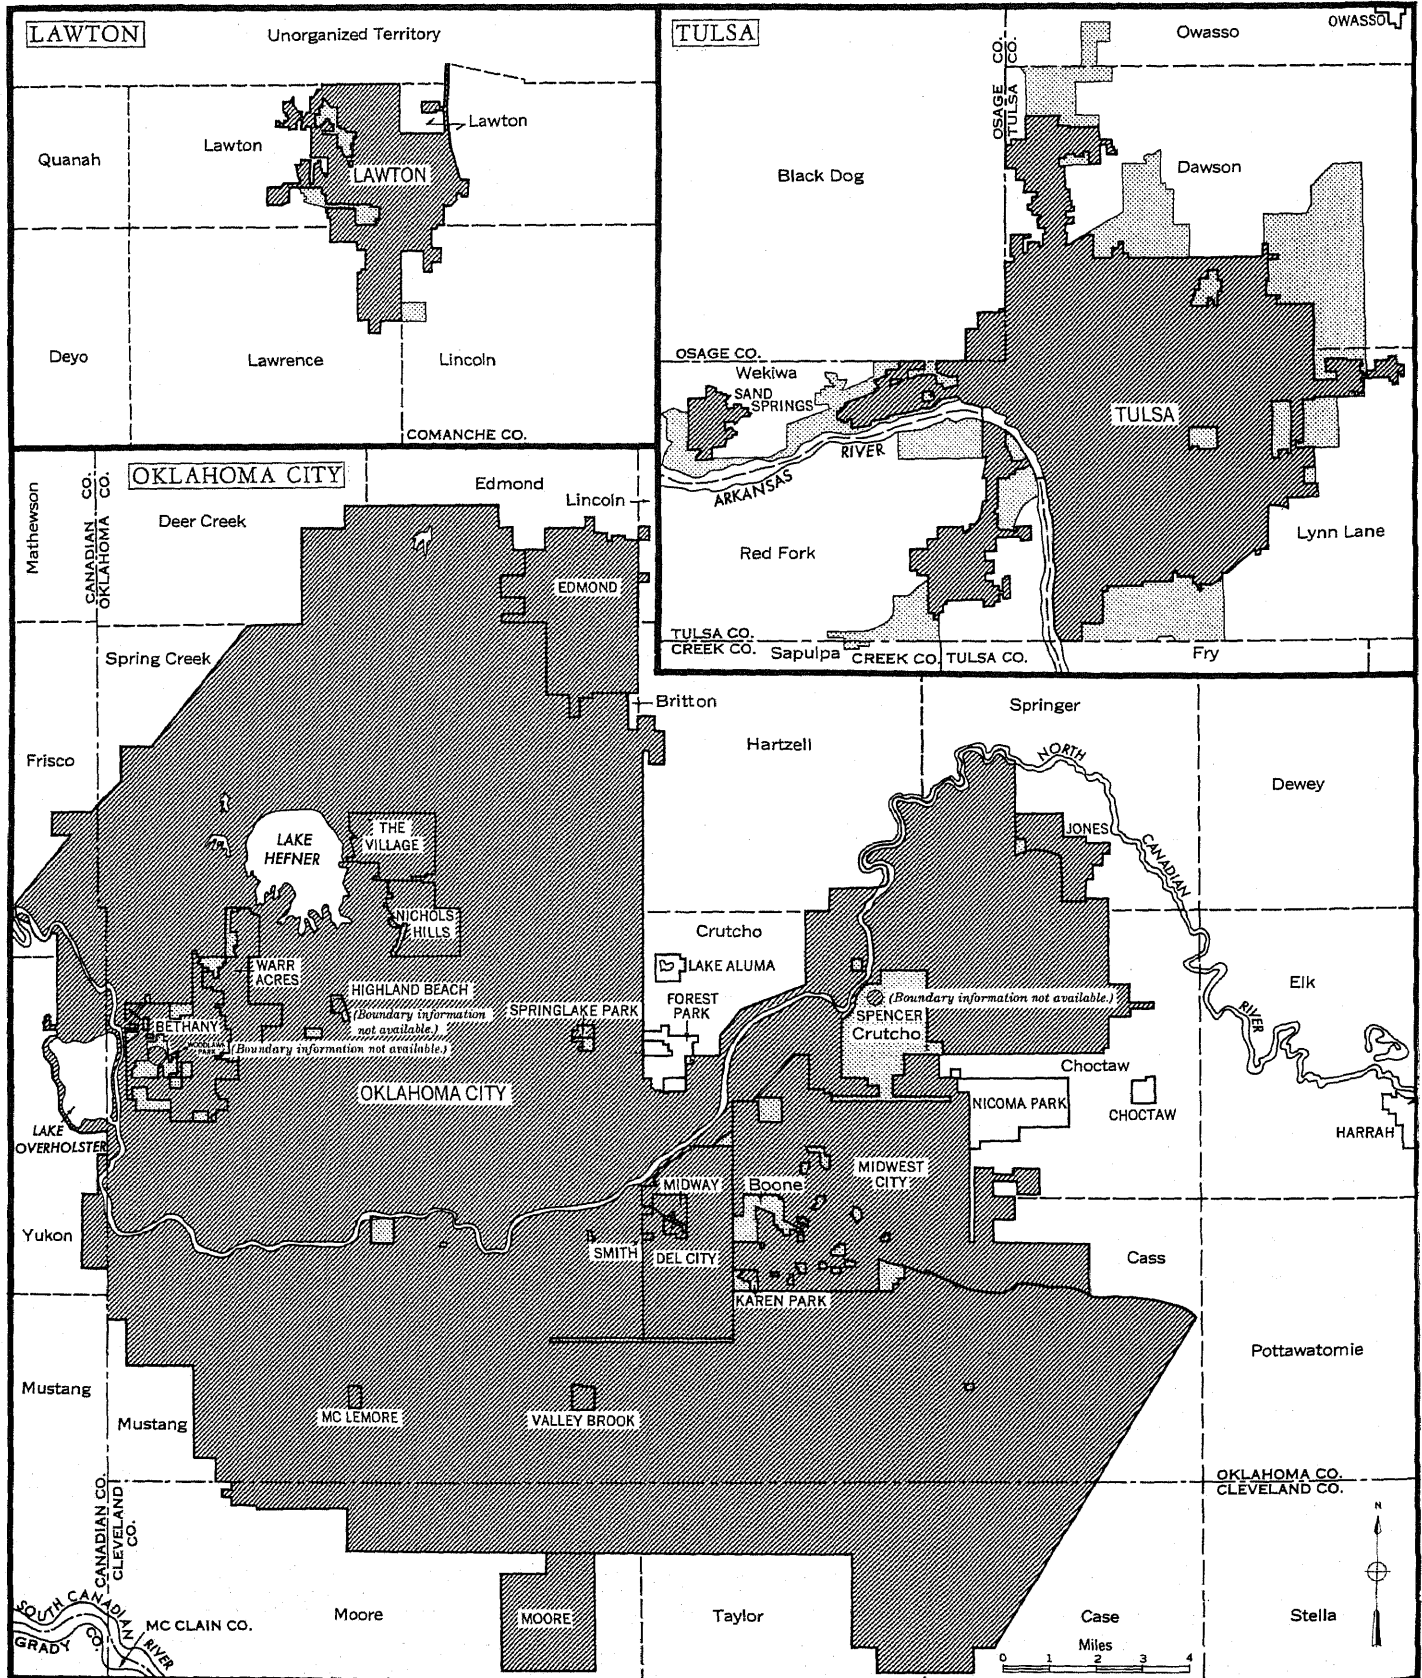 LAWTON
Unorganized Territory
Quanah
Lawton
Lawton
LAWTON
Deyo
Lawrence
Lincoln
COMANCHE CO.
TULSA
OSAGE CO.
TULSA CO.
Owasso
OWASSO
Black Dog
Dawson
OSAGE CO.
Wekiwa
SAND
SPRINGS
TULSA
RIVER
ARKANSAS
Red Fork
Lynn Lane
TULSA CO.
CREEK CO.
Sapulpa
CREEK CO.
TULSA CO.
Fry
OKLAHOMA CITY
Mathewson
CANADIAN CO.
OKLAHOMA CO.
Deer Creek
Edmond
Lincoln
EDMOND
Spring Creek
Britton
Hartzell
Springer
Frisco
NORTH
CANADIAN
RIVER
Dewey
LAKE
HEFNER
THE
VILLAGE
JONES
NICHOLS
HILLS
Crutcho
LAKE ALUMA
WARR
ACRES
HIGHLAND BEACH
(Boundary information
not available.)
SPRINGLAKE PARK
FOREST
PARK
(Boundary information not available.)
SPENCER
Crutcho
Elk
BETHANY
WOODLAWN
PARK
(Boundary information not available.)
OKLAHOMA CITY
Choctaw
NICOMA PARK
CHOCTAW
HARRAH
LAKE
OVERHOLSTER
MIDWAY
Boone
MIDWEST
CITY
Yukon
SMITH
DEL CITY
Cass
KAREN PARK
Pottawatomie
Mustang
Mustang
MC LEMORE
VALLEY BROOK
OKLAHOMA CO.
CLEVELAND CO.
CANADIAN CO.
CLEVELAND
CO.
N
SOUTH CANADIAN
RIVER
GRADY CO.
MC CLAIN CO.
Moore
MOORE
Taylor
Case
Stella
Miles
0 1 2 3 4